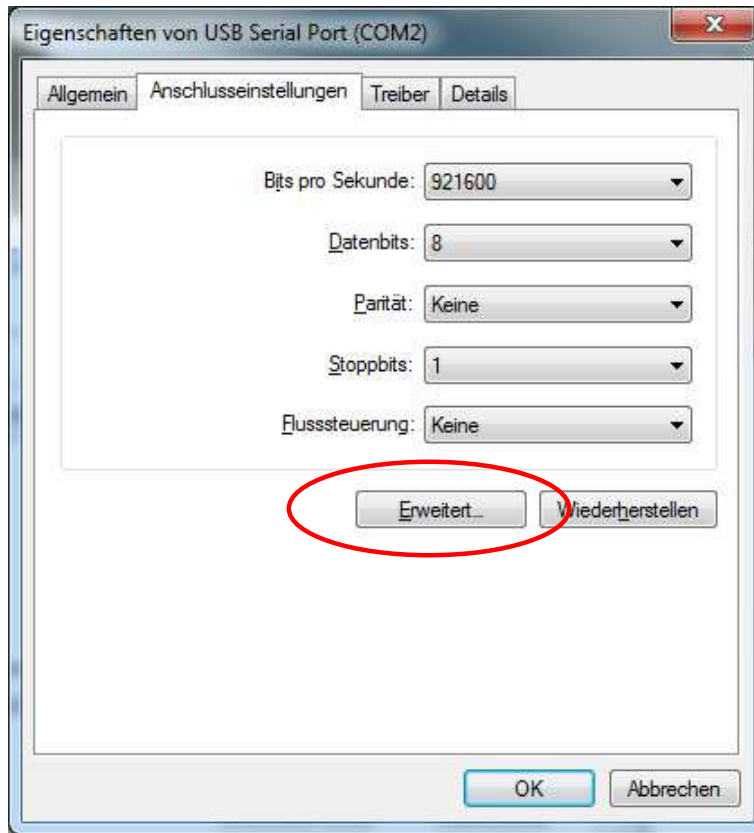 Eigenschaften von USB Serial Port (COM2)
Allgemein Anschlusseinstellungen Treiber Details
Bits pro Sekunde: 921600
Datenbits: 8
Parität: Keine
Stoppbits: 1
Flusssteuerung: Keine
Erweitert... Wiederherstellen
OK Abbrechen